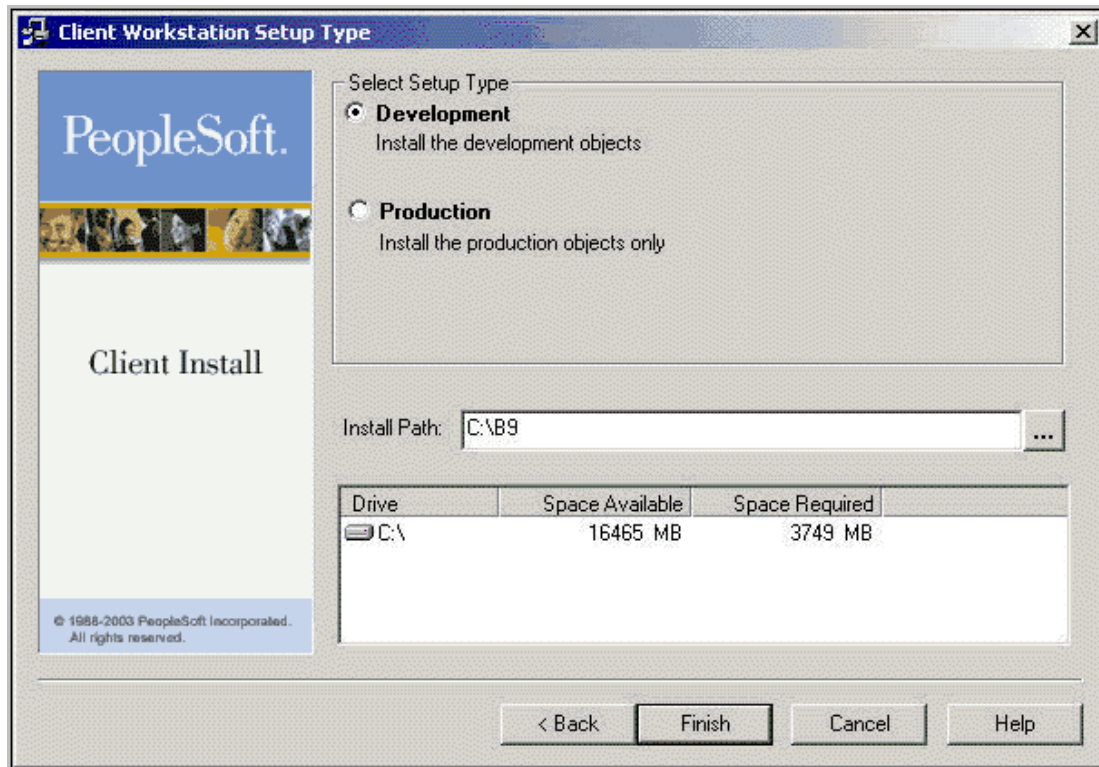 Client Workstation Setup Type
PeopleSoft.
Client Install
© 1988-2003 PeopleSoft Incorporated.
All rights reserved.
Select Setup Type
Development
Install the development objects
Production
Install the production objects only
Install Path: C:\B9 ...
Drive Space Available Space Required
C:\ 16465 MB 3749 MB
< Back Finish Cancel Help